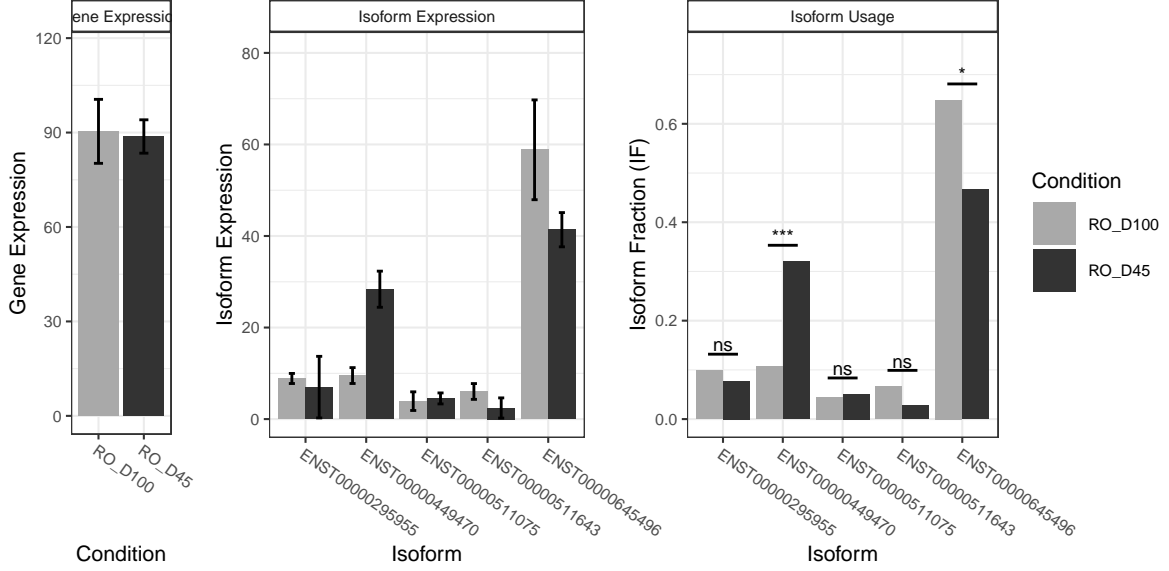 ene Expressio
Isoform Expression
Isoform Usage
Gene Expression
120
90
60
30
0
RO_D100
RO_D45
Condition
Isoform Expression
80
60
40
20
0
ENST00000295955
ENST00000449470
ENST00000511075
ENST00000511643
ENST00000645496
Isoform
Isoform Fraction (IF)
0.6
0.4
0.2
0.0
ns
***
ns
ns
*
ENST00000295955
ENST00000449470
ENST00000511075
ENST00000511643
ENST00000645496
Isoform
Condition
RO_D100
RO_D45